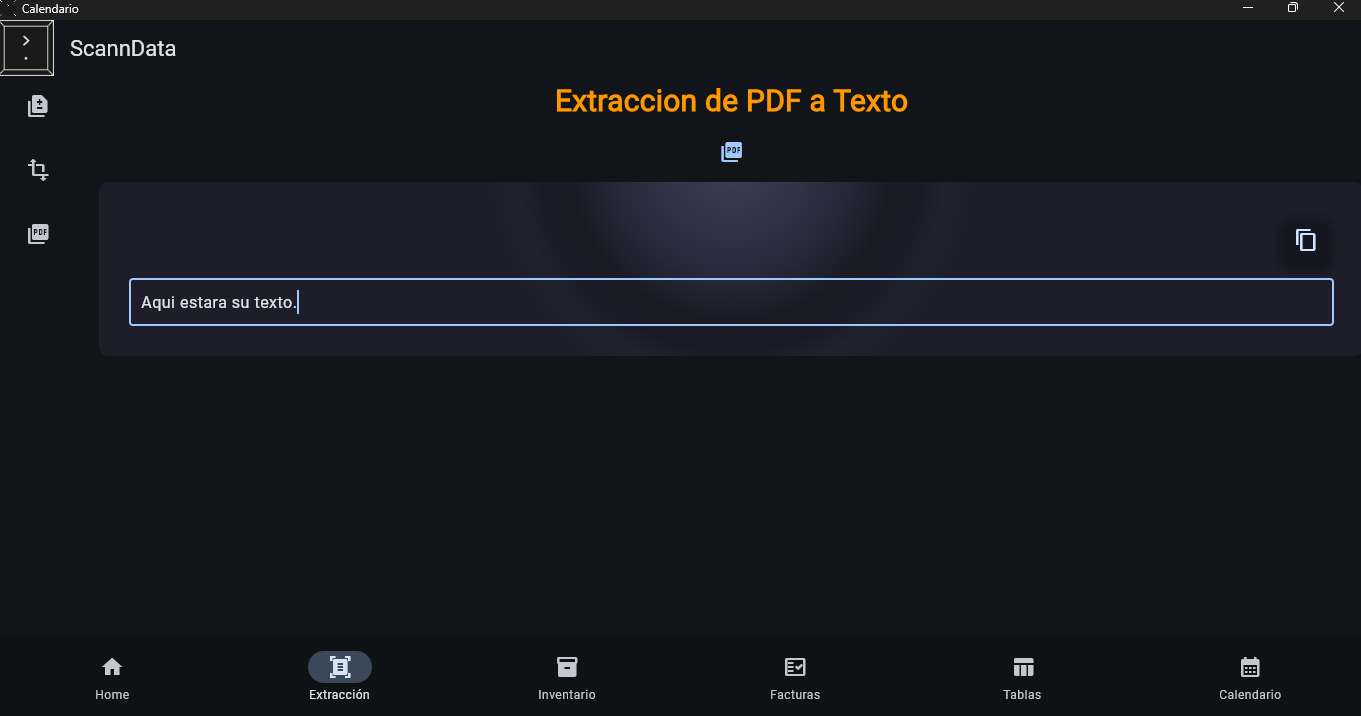 Calendario
ScannData
Extraccion de PDF a Texto
PDF
PDF
Aqui estara su texto.
Home
Extracción
Inventario
Facturas
Tablas
Calendario